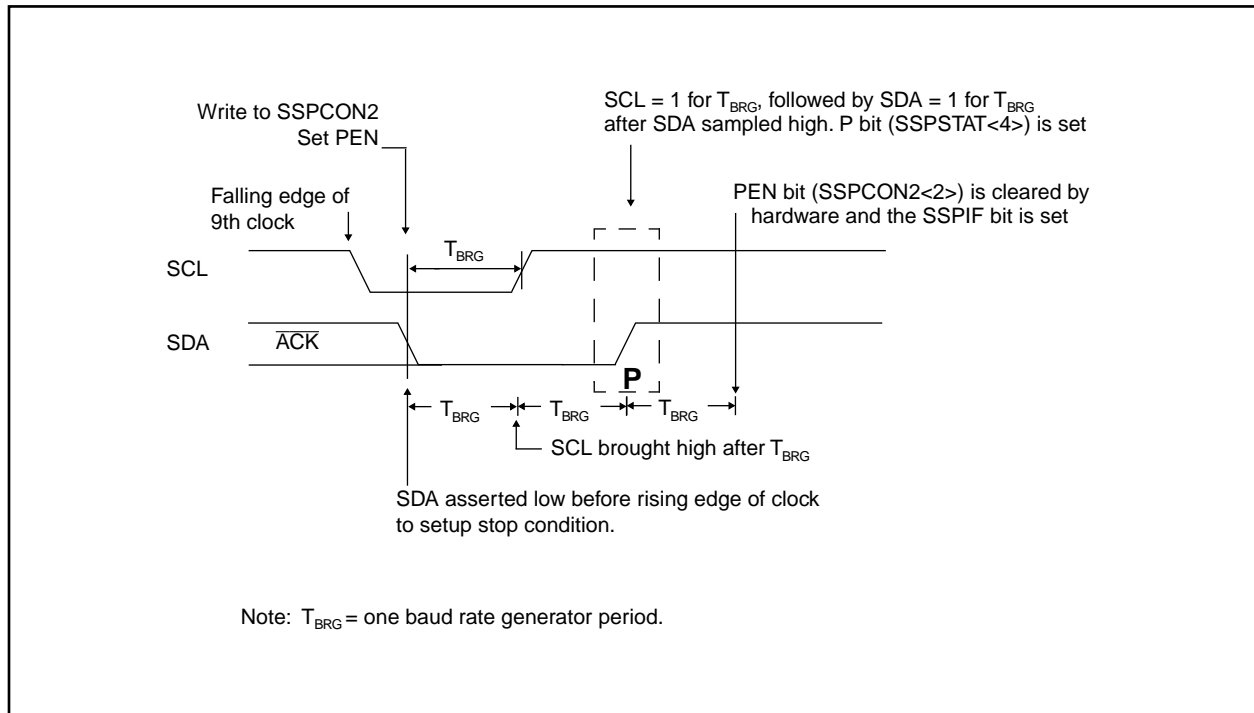 Write to SSPCON2
Set PEN
SCL = 1 for TBRG, followed by SDA = 1 for TBRG
after SDA sampled high. P bit (SSPSTAT<4>) is set
Falling edge of
9th clock
PEN bit (SSPCON2<2>) is cleared by
hardware and the SSPIF bit is set
TBRG
SCL
SDA
ACK
P
TBRG
TBRG
TBRG
SCL brought high after TBRG
SDA asserted low before rising edge of clock
to setup stop condition.
Note: TBRG = one baud rate generator period.